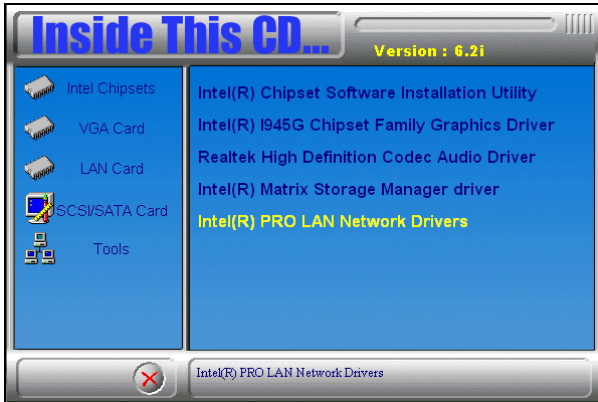 Inside This CD...
Version : 6.2i
Intel Chipsets
VGA Card
LAN Card
SCSI/SATA Card
Tools
Intel(R) Chipset Software Installation Utility
Intel(R) I945G Chipset Family Graphics Driver
Realtek High Definition Codec Audio Driver
Intel(R) Matrix Storage Manager driver
Intel(R) PRO LAN Network Drivers
Intel(R) PRO LAN Network Drivers